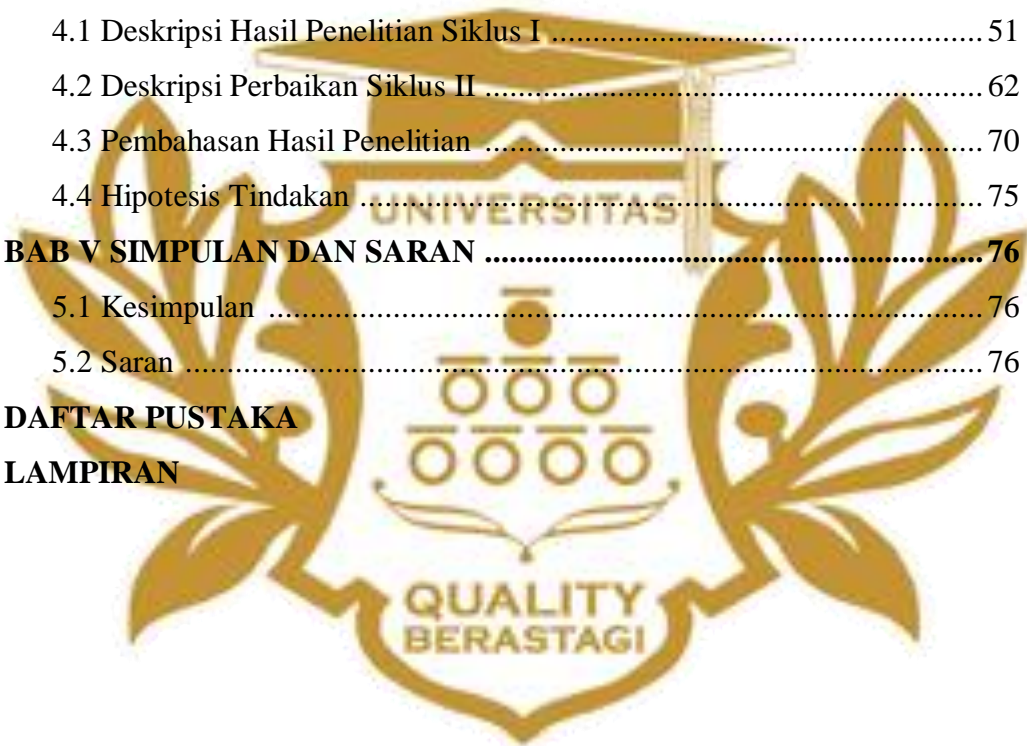 4.1 Deskripsi Hasil Penelitian Siklus I ................................................ 51
4.2 Deskripsi Perbaikan Siklus II ........................................................ 62
4.3 Pembahasan Hasil Penelitian ........................................................ 70
4.4 Hipotesis Tindakan ....................................................................... 75
UNIVERSITAS
BAB V SIMPULAN DAN SARAN ........................................................ 76
5.1 Kesimpulan ................................................................................... 76
5.2 Saran ............................................................................................. 76
DAFTAR PUSTAKA
LAMPIRAN
QUALITY
BERASTAGI